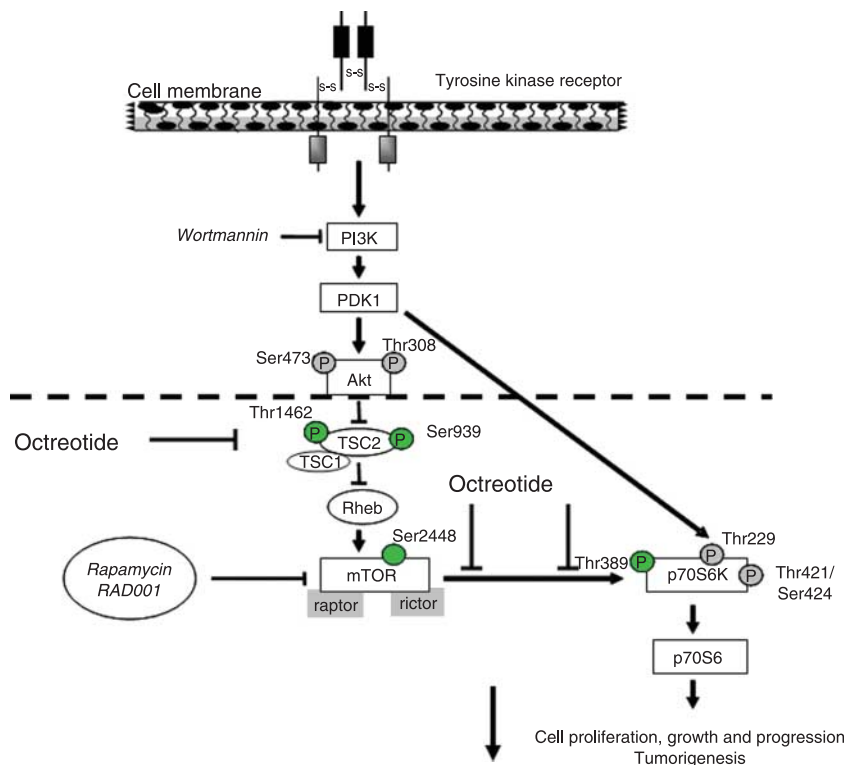 s-s
s-s s-s
Tyrosine kinase receptor
Cell membrane
Wortmannin
PI3K
PDK1
Ser473
P
P
Thr308
Akt
Thr1462
P
TSC2
P
Ser939
TSC1
Octreotide
Rheb
Octreotide
Ser2448
Rapamycin
RAD001
mTOR
raptor
rictor
Thr389
P
Thr229
P
p70S6K
P
Thr421/
Ser424
p70S6
Cell proliferation, growth and progression
Tumorigenesis